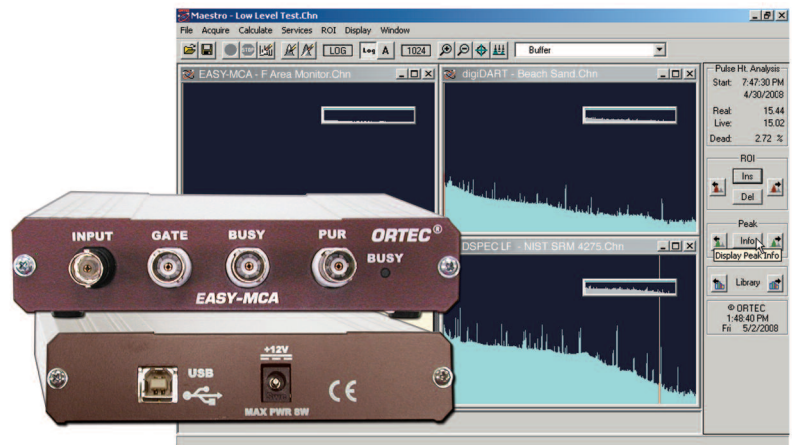 Maestro - Low Level Test.Chn
File Acquire Calculate Services ROI Display Window
STOP LOG Log A 1024 Buffer
EASY-MCA - F Area Monitor.Chn
digiDART - Beach Sand.Chn
DSPEC LF - NIST SRM 4275.Chn
Pulse Ht. Analysis
Start: 7:47:30 PM
4/30/2008
Real: 15.44
Live: 15.02
Dead: 2.72 %
ROI
Ins
Del
Peak
Info
Display Peak Info
Library
© ORTEC
1:48:40 PM
Fri 5/2/2008
INPUT GATE BUSY PUR ORTEC®
BUSY
EASY-MCA
USB
+12V
MAX PWR 8W
CE